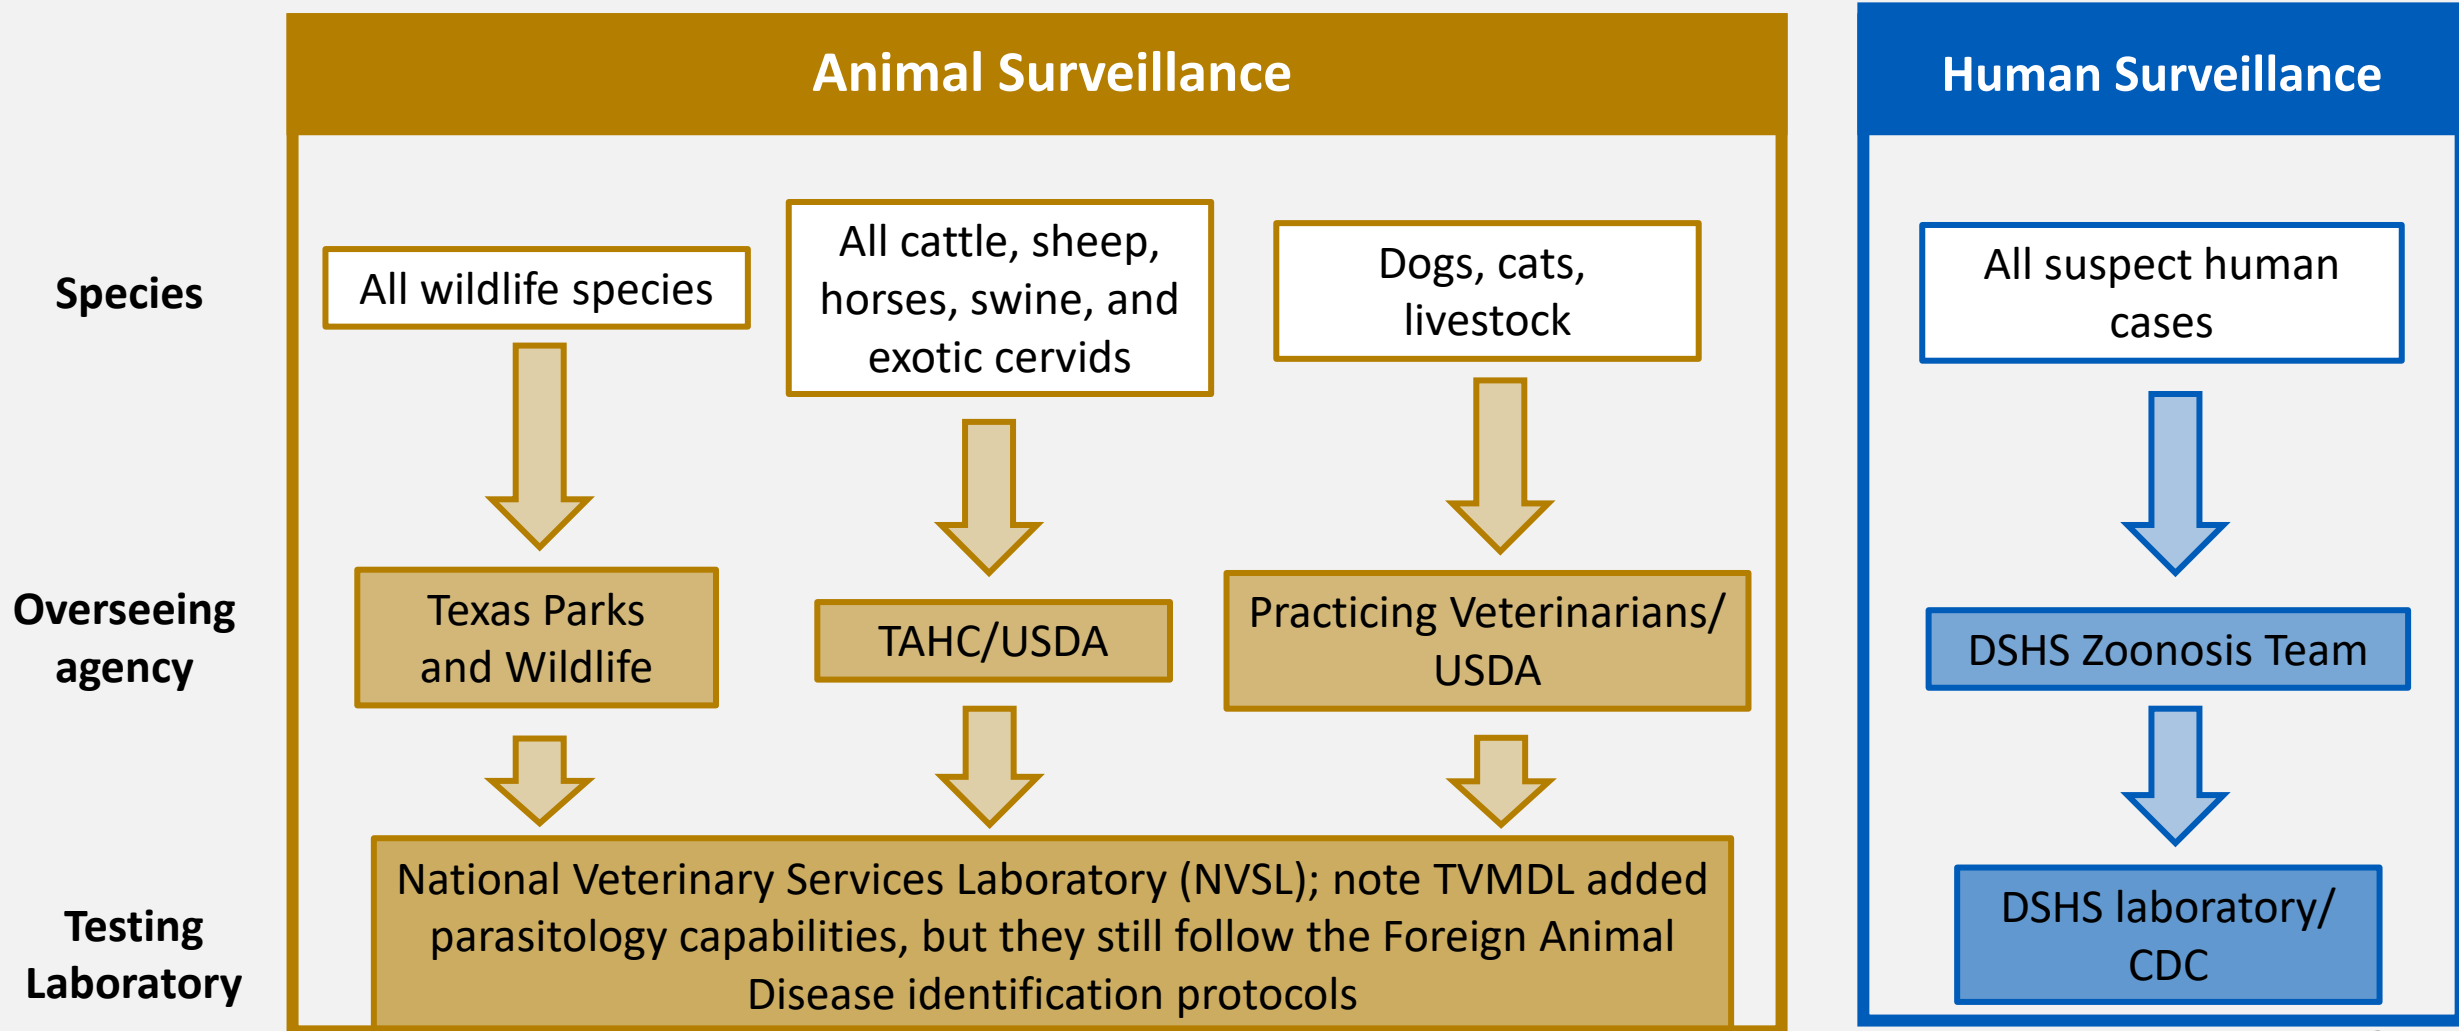 Animal Surveillance
Human Surveillance
Species
All wildlife species
All cattle, sheep,
horses, swine, and
exotic cervids
Dogs, cats,
livestock
All suspect human
cases
Overseeing
agency
Texas Parks
and Wildlife
TAHC/USDA
Practicing Veterinarians/
USDA
DSHS Zoonosis Team
Testing
Laboratory
National Veterinary Services Laboratory (NVSL); note TVMDL added
parasitology capabilities, but they still follow the Foreign Animal
Disease identification protocols
DSHS laboratory/
CDC